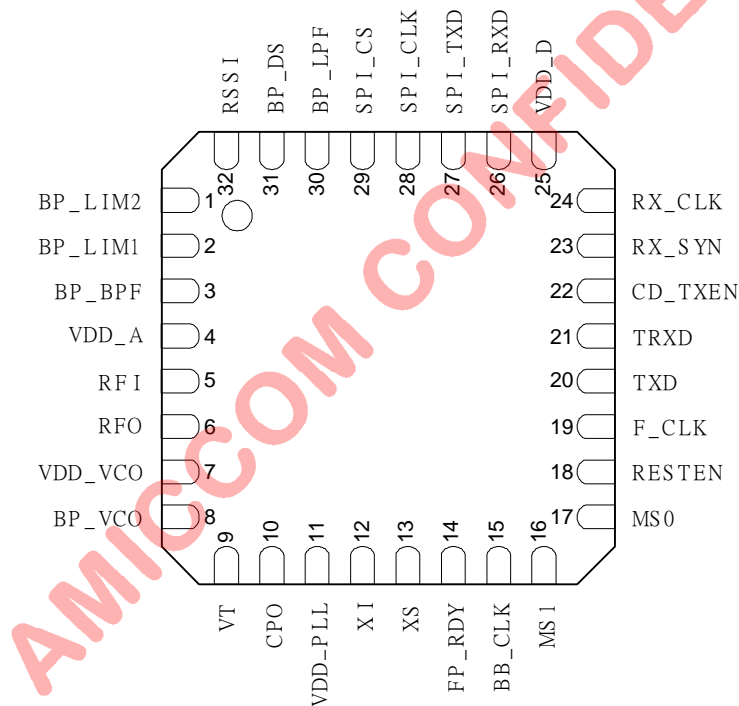 RSSI
BP_DS
BP_LPF
SPI_CS
SPI_CLK
SPI_TXD
SPI_RXD
VDD_D
32
31
30
29
28
27
26
25
BP_LIM2 1
BP_LIM1 2
BP_BPF 3
VDD_A 4
RFI 5
RFO 6
VDD_VCO 7
BP_VCO 8
24 RX_CLK
23 RX_SYN
22 CD_TXEN
21 TRXD
20 TXD
19 F_CLK
18 RESTEN
17 MS0
9
10
11
12
13
14
15
16
VT
CPO
VDD_PLL
XI
XS
FP_RDY
BB_CLK
MS1
AMICCOM CONFIDE